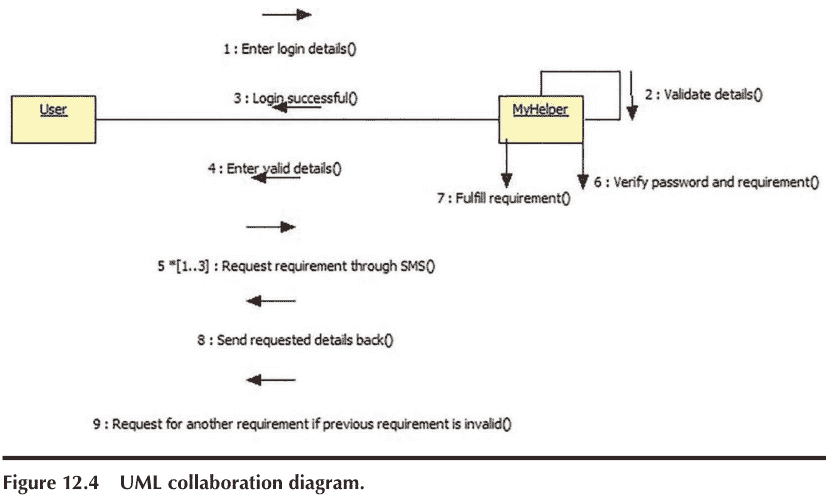 1 : Enter login details()
3 : Login successful()
User
MyHelper
2 : Validate details()
4 : Enter valid details()
6 : Verify password and requirement()
7 : Fulfill requirement()
5 *[1..3] : Request requirement through SMS()
8 : Send requested details back()
9 : Request for another requirement if previous requirement is invalid()
Figure 12.4 UML collaboration diagram.